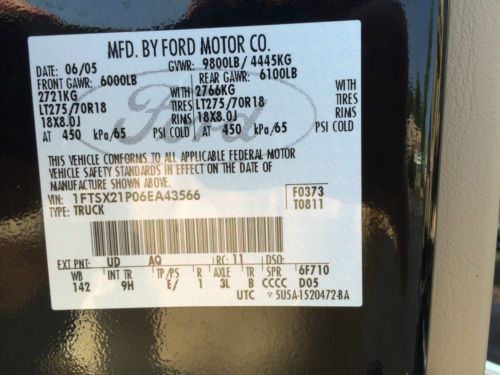 MFD. BY FORD MOTOR CO.
DATE 06/05 GVWR: 9800LB/ 4445KG
FRONT GAWR: 6000LB REAR GAWR: 6100LB
2721KG WITH 2766KG WITH
LT275/70R18 TIRES LT275/70R18 TIRES
18X8.0J RIMS 18X8.0J RIMS
AT 450 kPa/65 PSI COLD AT 450 kPa/65 PSI COLD
THIS VEHICLE CONFORMS TO ALL APPLICABLE FEDERAL MOTOR
VEHICLE SAFETY STANDARDS IN EFFECT ON THE DATE OF
MANUFACTURE SHOWN ABOVE.
VIN: 1FTSX21P06EA43566 F0373
TYPE: TRUCK T0811
EXT PNT: UD AQ RC: 11 DSO:
WB INT TR TP/PS R AXLE TR SPR 6F710
142 9H E/ 1 3L B CCCC D05
UTC 5U5A-1520472-BA
Ford